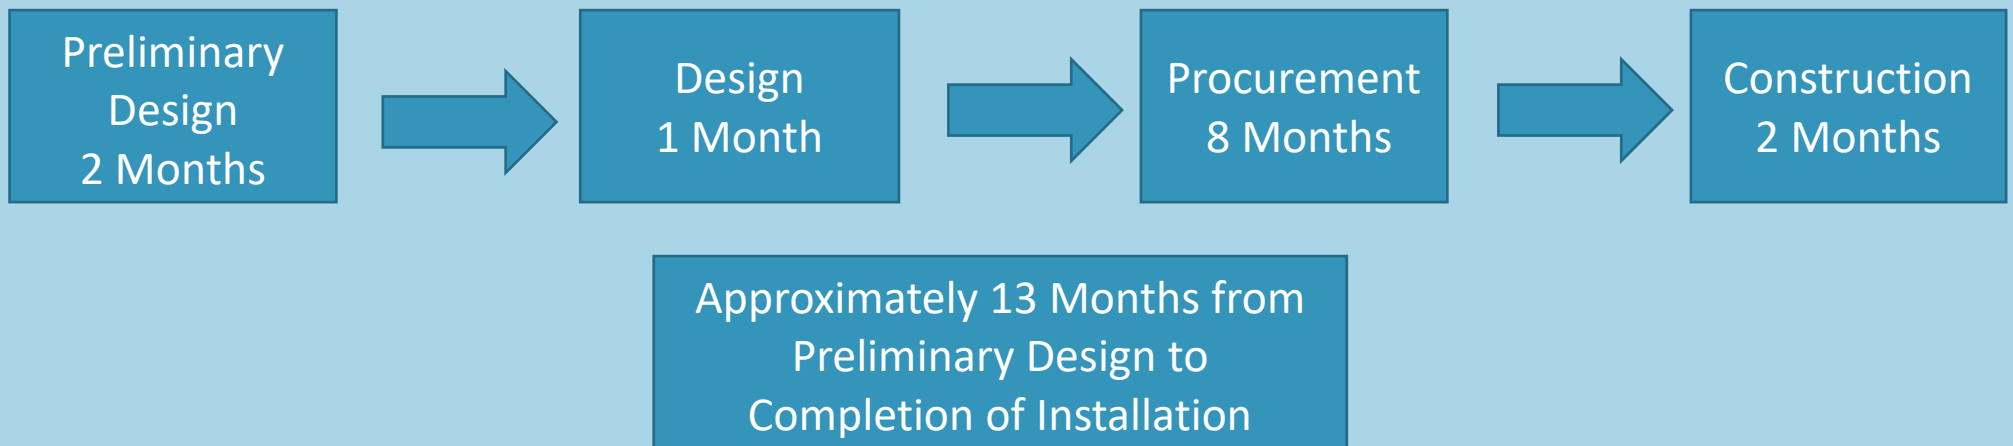 Preliminary
Design
2 Months
Design
1 Month
Procurement
8 Months
Construction
2 Months
Approximately 13 Months from
Preliminary Design to
Completion of Installation